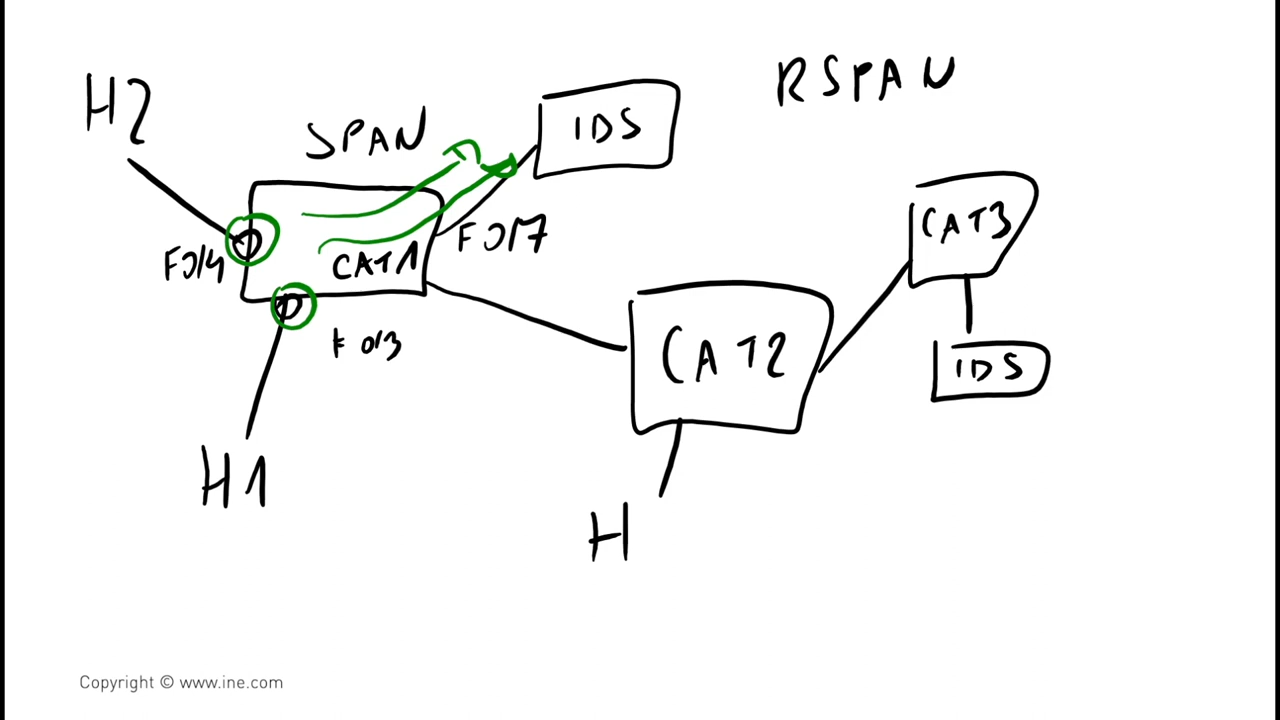 RSPAN
H2
SPAN
IDS
F0/4
CAT1
F0/7
CAT3
F0/3
CAT2
IDS
H1
H
Copyright © www.ine.com